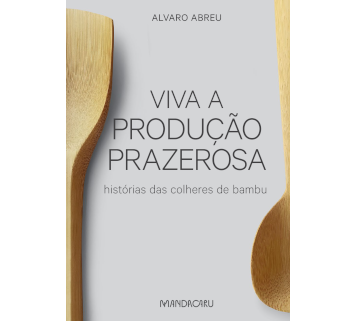 ALVARO ABREU
VIVA A
PRODUÇÃO
PRAZEROSA
histórias das colheres de bambu
MANDACARU